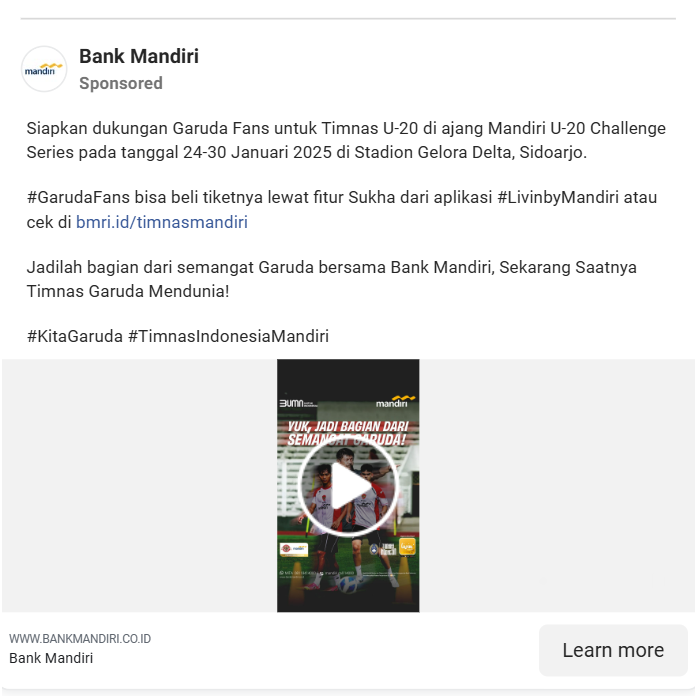 mandırı
Bank Mandiri
Sponsored
Siapkan dukungan Garuda Fans untuk Timnas U-20 di ajang Mandiri U-20 Challenge
Series pada tanggal 24-30 Januari 2025 di Stadion Gelora Delta, Sidoarjo.
#GarudaFans bisa beli tiketnya lewat fitur Sukha dari aplikasi #LivinbyMandiri atau
cek di bmri.id/timnasmandiri
Jadilah bagian dari semangat Garuda bersama Bank Mandiri, Sekarang Saatnya
Timnas Garuda Mendunia!
#KitaGaruda #TimnasIndonesiaMandiri
BUMN
mandırı
YUK, JADI BAGIAN DARI
SEMANGAT GARUDA!
WWW.BANKMANDIRI.CO.ID
Bank Mandiri
Learn more